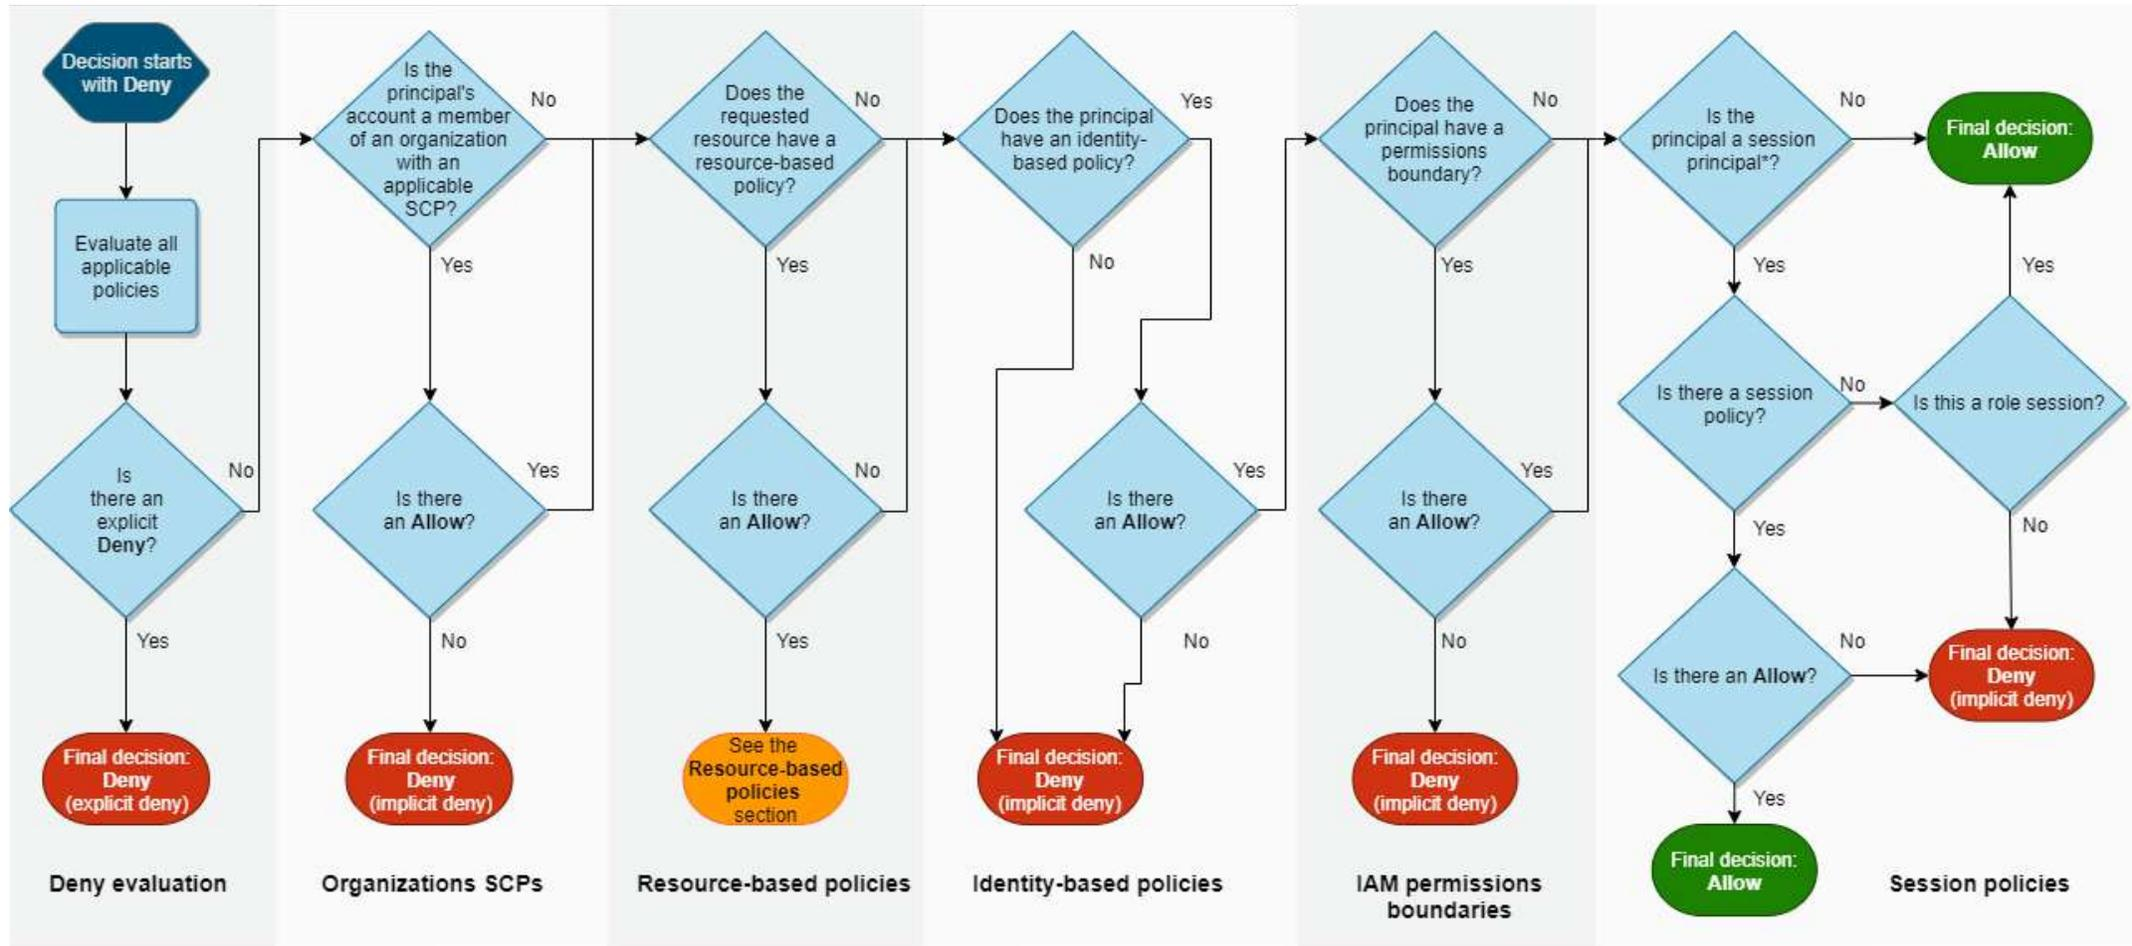 Decision starts
with Deny
Evaluate all
applicable
policies
Is
there an
explicit
Deny?
No
Yes
Final decision:
Deny
(explicit deny)
Deny evaluation
Is the
principal's
account a member
of an organization
with an
applicable
SCP?
No
Yes
Is there
an Allow?
Yes
No
Final decision:
Deny
(implicit deny)
Organizations SCPs
Does the
requested
resource have a
resource-based
policy?
No
Yes
Is there
an Allow?
No
Yes
See the
Resource-based
policies
section
Resource-based policies
Does the principal
have an identity-
based policy?
Yes
No
Is there
an Allow?
Yes
No
Final decision:
Deny
(implicit deny)
Identity-based policies
Does the
principal have a
permissions
boundary?
No
Yes
Is there
an Allow?
Yes
No
Final decision:
Deny
(implicit deny)
IAM permissions
boundaries
Is the
principal a session
principal*?
No
Final decision:
Allow
Yes
Yes
Is there a session
policy?
No
Is this a role session?
Yes
No
Is there an Allow?
No
Final decision:
Deny
(implicit deny)
Yes
Final decision:
Allow
Session policies